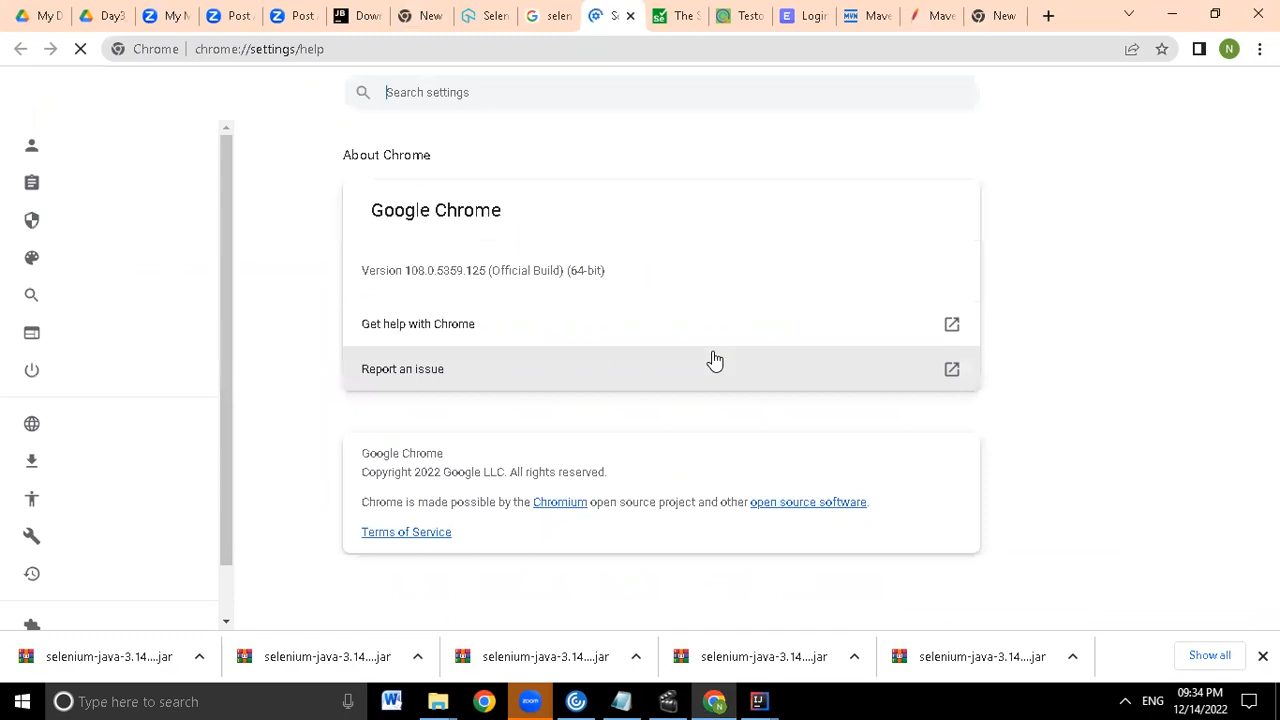 My D
Day3
My N
Post
Post
Dow
New
Seler
selen
Se
The S
Testo
Login
MVN Mave
Mave
New
Chrome chrome://settings/help
N
Search settings
About Chrome
Google Chrome
Version 108.0.5359.125 (Official Build) (64-bit)
Get help with Chrome
Report an issue
Google Chrome
Copyright 2022 Google LLC. All rights reserved.
Chrome is made possible by the Chromium open source project and other open source software.
Terms of Service
selenium-java-3.14....jar
selenium-java-3.14....jar
selenium-java-3.14....jar
selenium-java-3.14....jar
selenium-java-3.14....jar
Show all
Type here to search
zoom
ENG
09:34 PM
12/14/2022